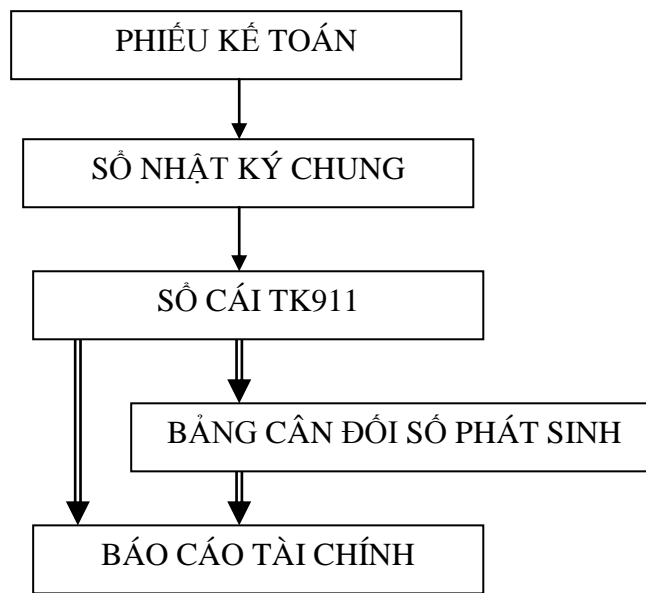 PHIẾU KẾ TOÁN
SỔ NHẬT KÝ CHUNG
SỔ CÁI TK911
BẢNG CÂN ĐỐI SỐ PHÁT SINH
BÁO CÁO TÀI CHÍNH